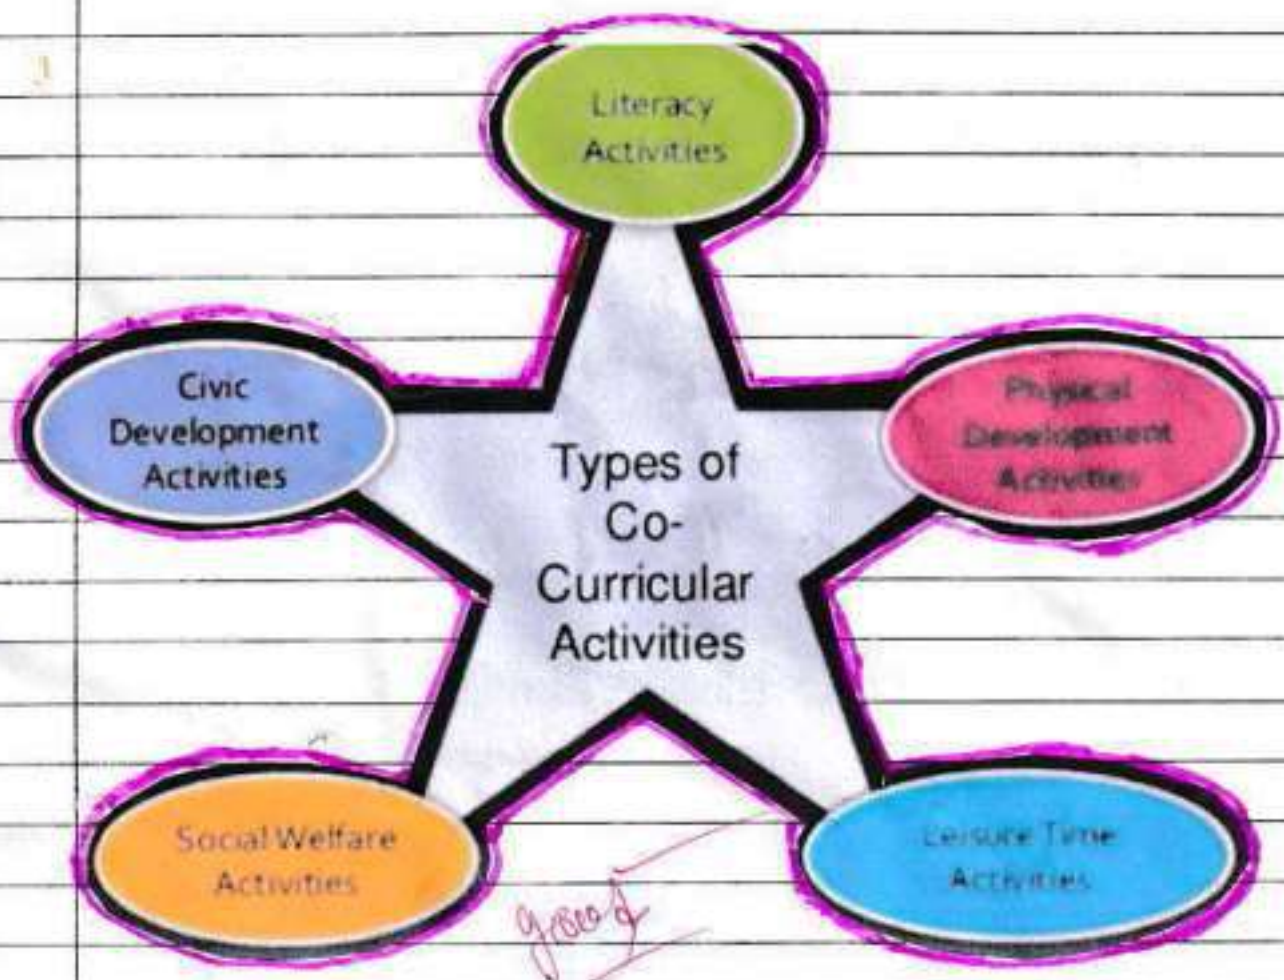 Literacy
Activities
Civic
Development
Activities
Physical
Development
Activities
Types of
Co-
Curricular
Activities
Social Welfare
Activities
Leisure Time
Activities
good